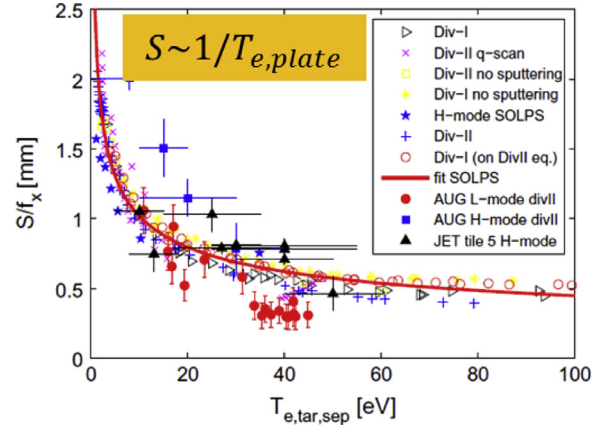 S~1/T_e,plate
2.5
2
1.5
1
0.5
0
S/f_x [mm]
0
20
40
60
80
100
T_e,tar,sep [eV]
Div-I
Div-II q-scan
Div-II no sputtering
Div-I no sputtering
H-mode SOLPS
Div-II
Div-I (on DivII eq.)
fit SOLPS
AUG L-mode divII
AUG H-mode divII
JET tile 5 H-mode